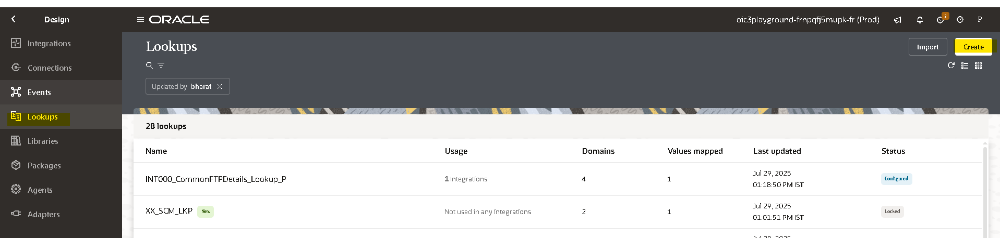 Design
ORACLE
oic3playground-frnpqfj5mupk-fr (Prod)
2
P
Integrations
Connections
Events
Lookups
Libraries
Packages
Agents
Adapters
Lookups
Import
Create
Updated by bharat
28 lookups
Name Usage Domains Values mapped Last updated Status
INT000_CommonFTPDetails_Lookup_P 1 Integrations 4 1 Jul 29, 2025 Configured
01:18:50 PM IST
XX_SCM_LKP New Not used in any integrations 2 1 Jul 29, 2025 Locked
01:01:51 PM IST